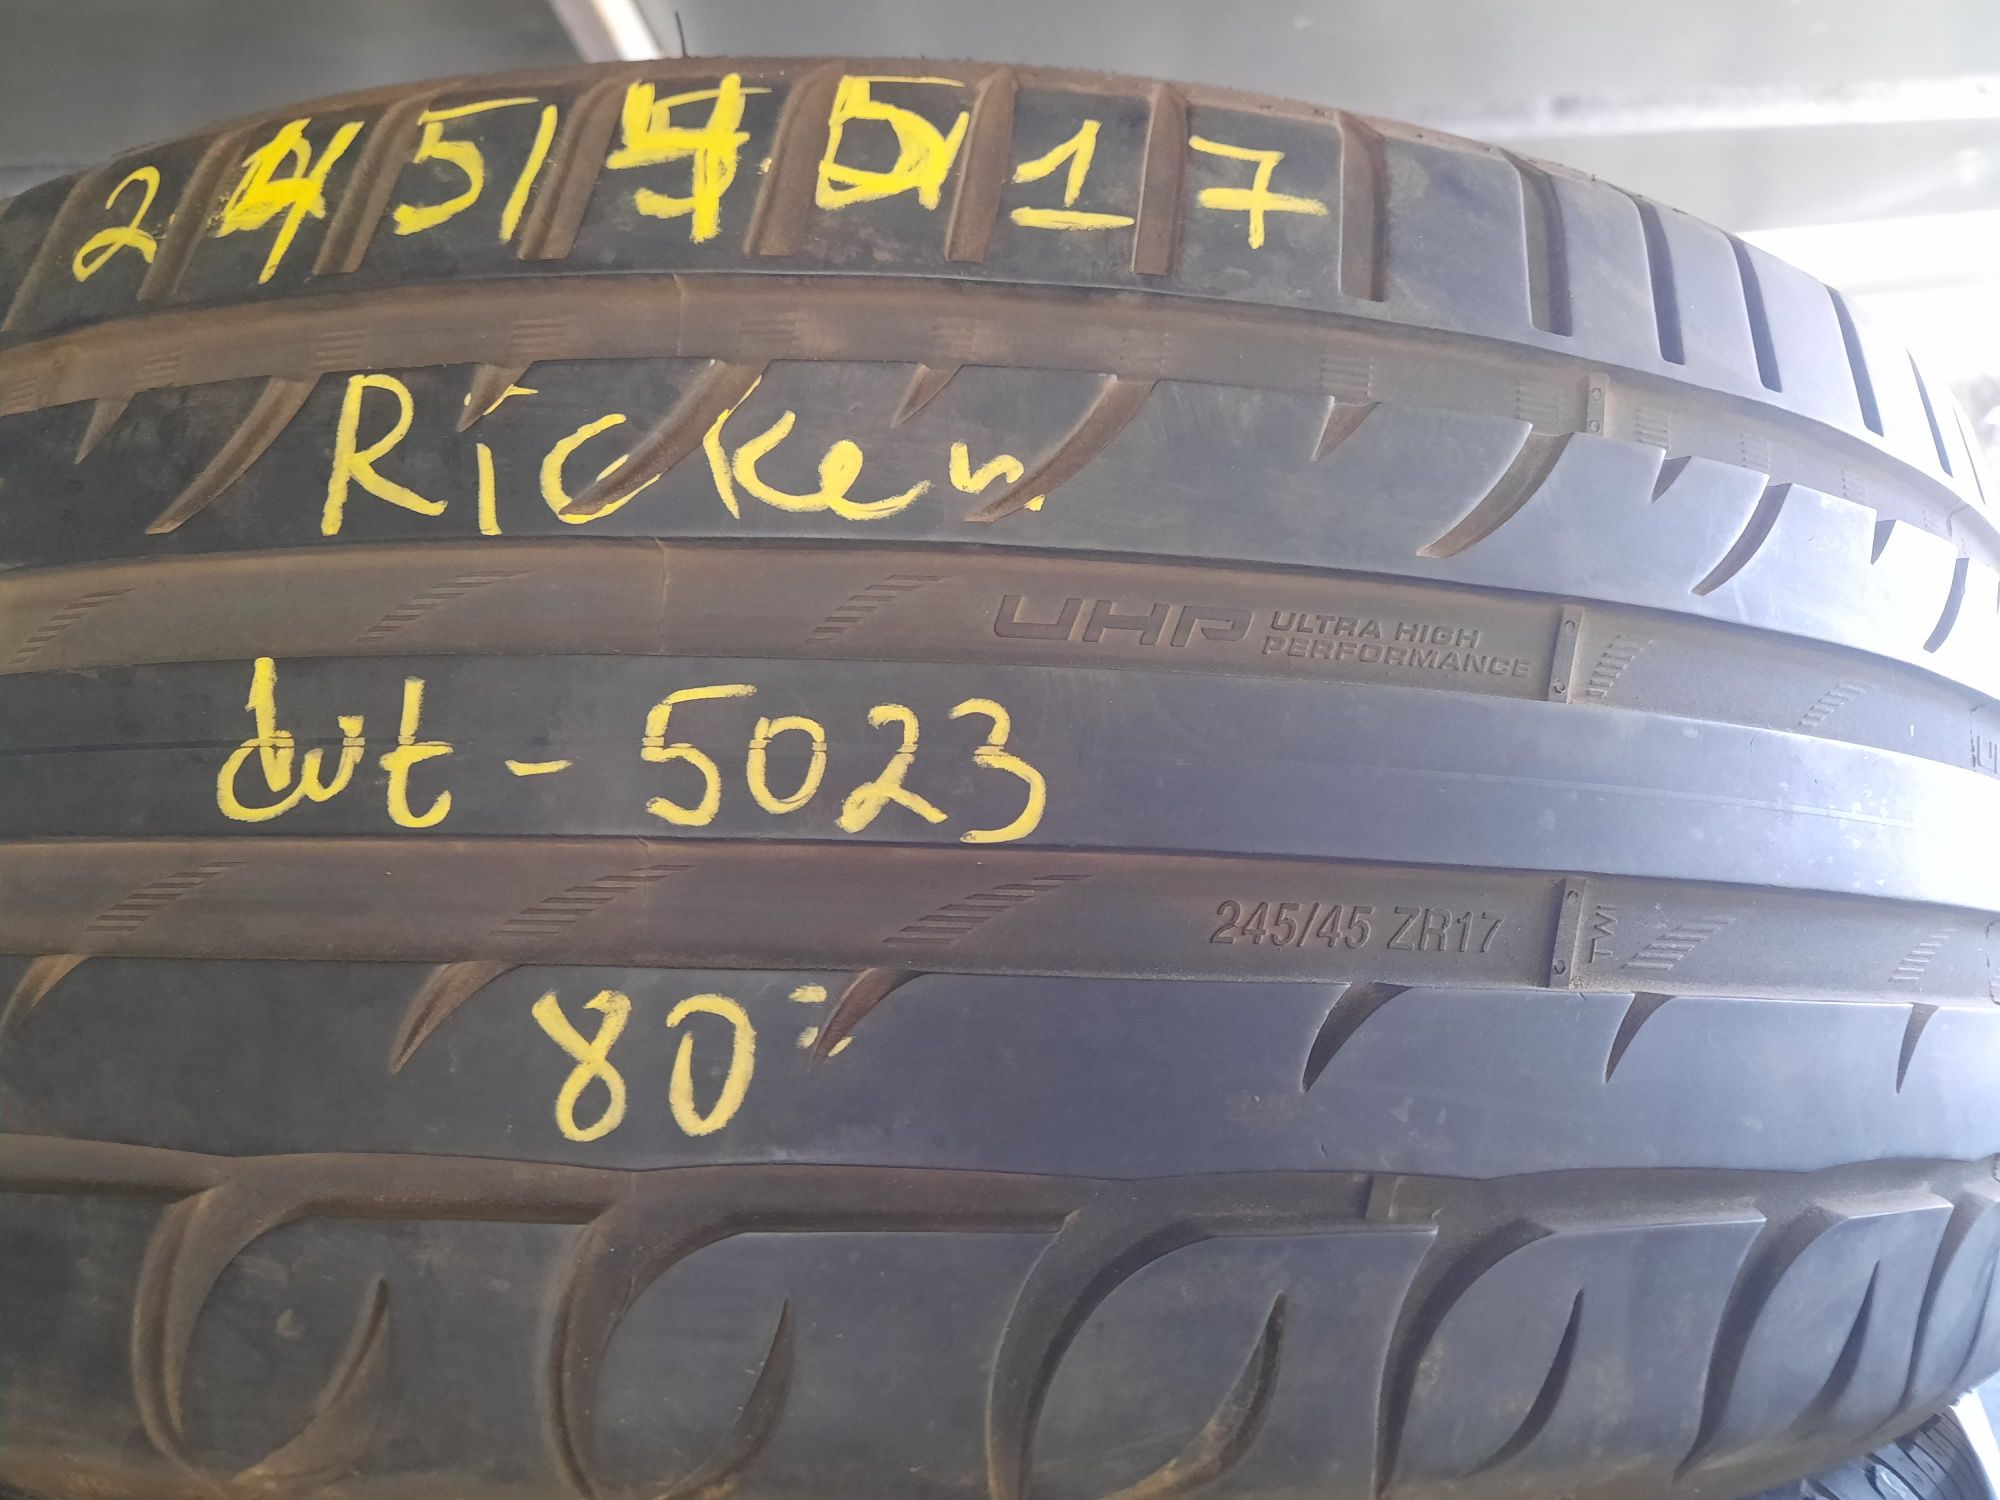 245/45 17
Ricken
dot-5023
80:-
UHP ULTRA HIGH
PERFORMANCE
245/45 ZR17
TWI